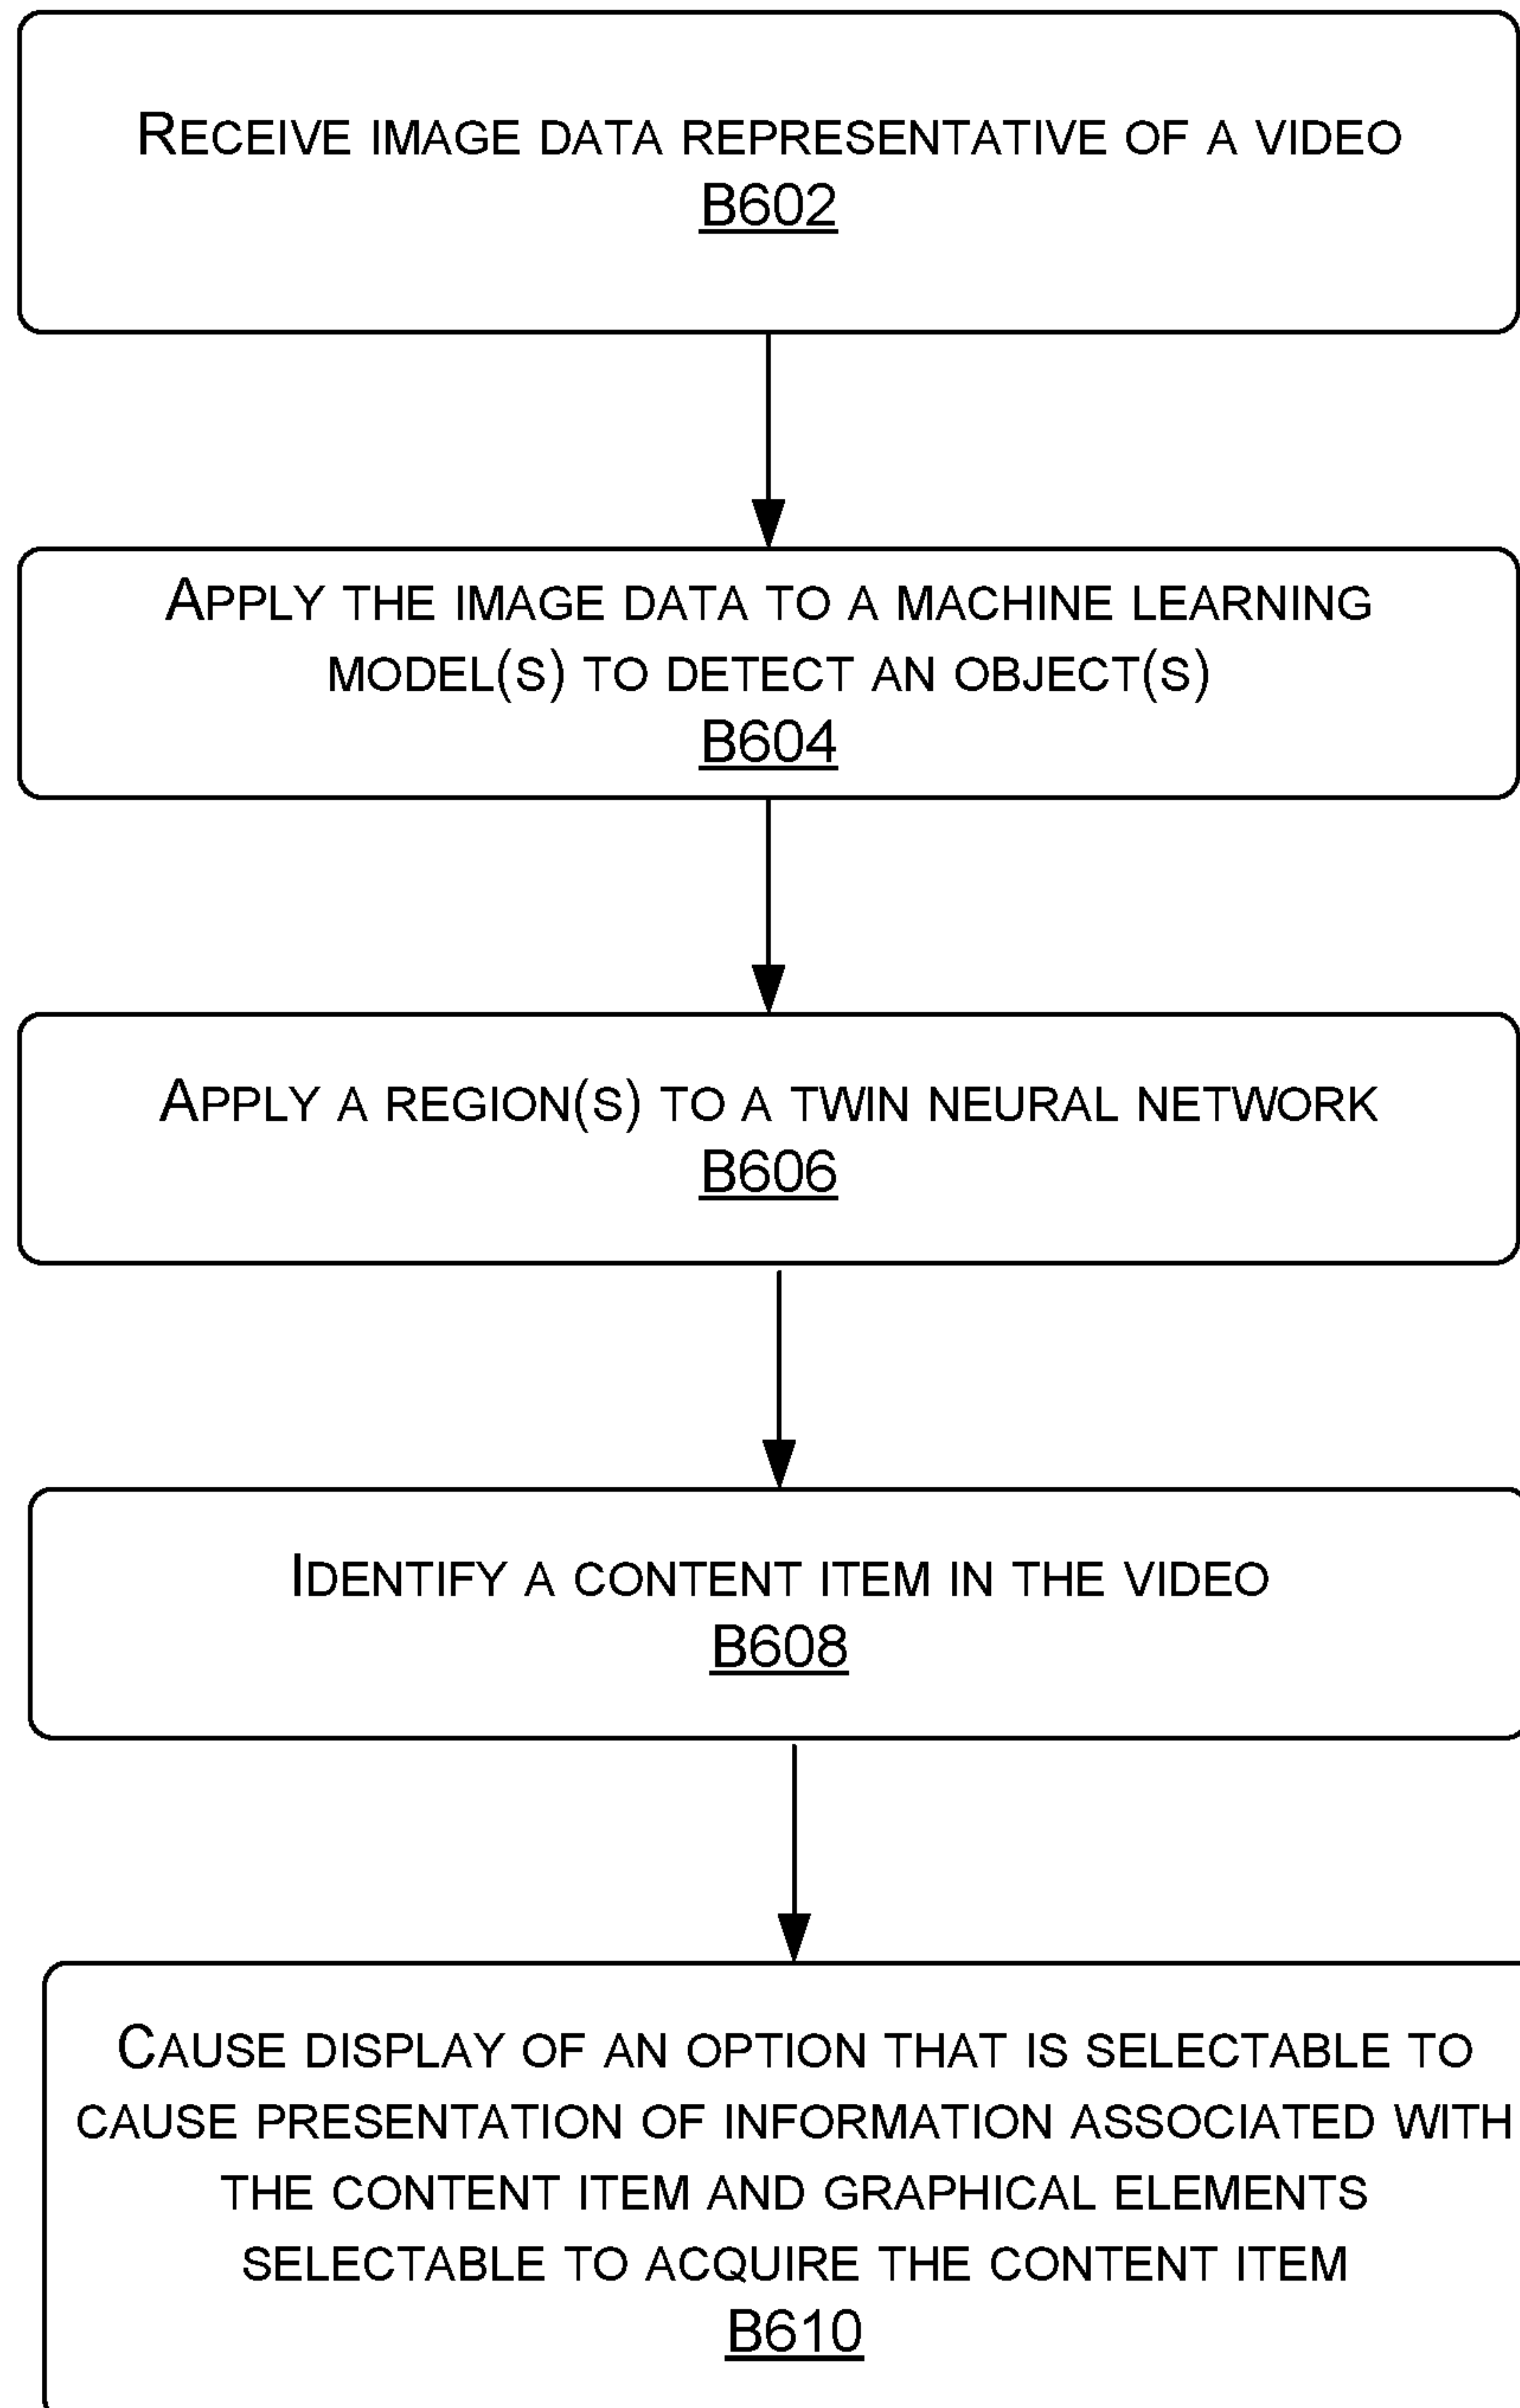 Receive image data representative of a video
B602
Apply the image data to a machine learning
model(s) to detect an object(s)
B604
Apply a region(s) to a twin neural network
B606
Identify a content item in the video
B608
Cause display of an option that is selectable to
cause presentation of information associated with
the content item and graphical elements
selectable to acquire the content item
B610